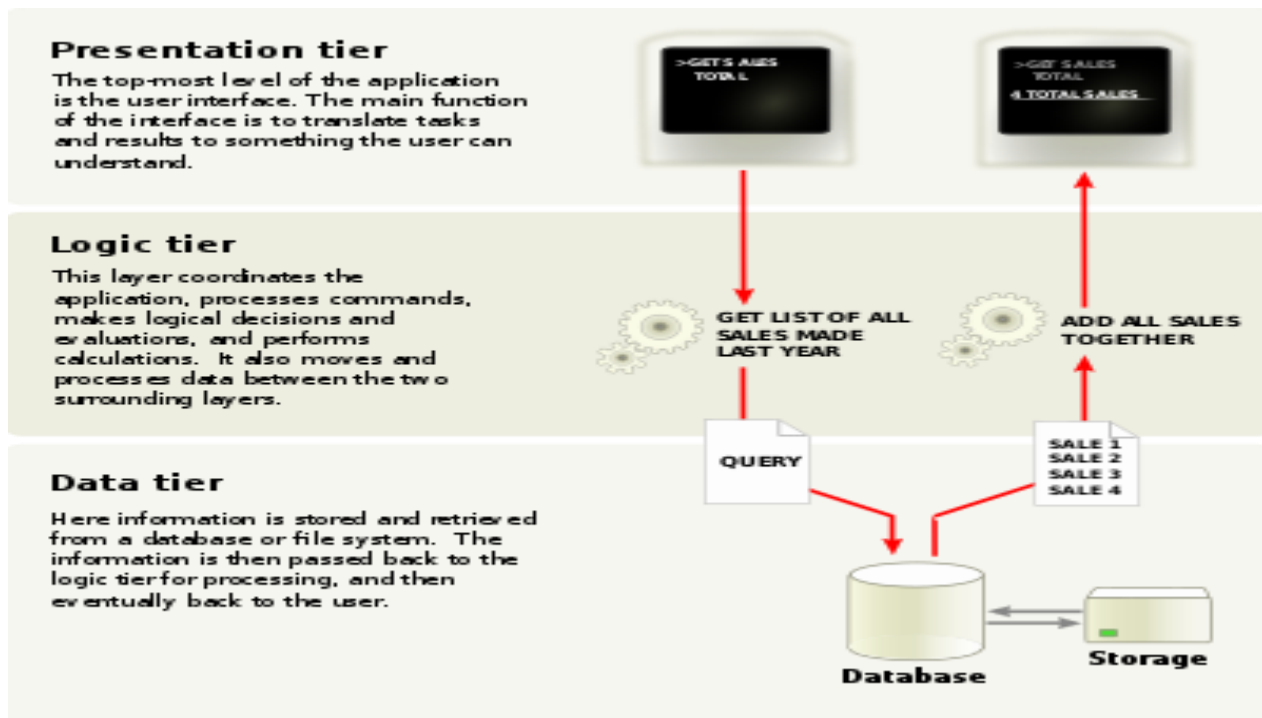 Presentation tier
The top-most level of the application
is the user interface. The main function
of the interface is to translate tasks
and results to something the user can
understand.
>GET SALES
TOTAL
>GET SALES
TOTAL
4 TOTAL SALES
Logic tier
This layer coordinates the
application, processes commands,
makes logical decisions and
evaluations, and performs
calculations. It also moves and
processes data between the two
surrounding layers.
GET LIST OF ALL
SALES MADE
LAST YEAR
ADD ALL SALES
TOGETHER
Data tier
Here information is stored and retrieved
from a database or file system. The
information is then passed back to the
logic tier for processing, and then
eventually back to the user.
QUERY
SALE 1
SALE 2
SALE 3
SALE 4
Database
Storage